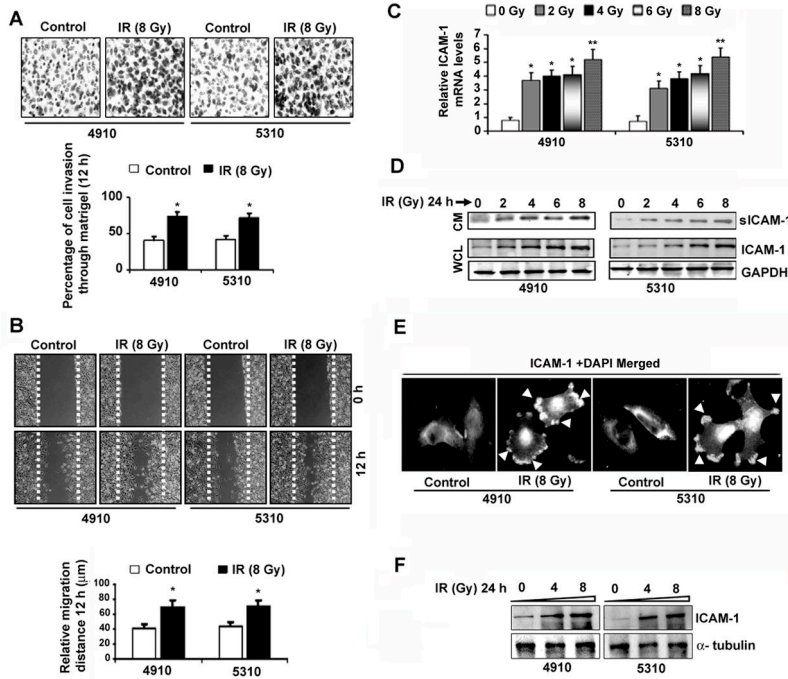 A
Control IR (8 Gy) Control IR (8 Gy)
4910 5310
Control IR (8 Gy)
Percentage of cell invasion
through matrigel (12 h)
100
50
0
* *
4910 5310
B
Control IR (8 Gy) Control IR (8 Gy)
0 h
12 h
4910 5310
Control IR (8 Gy)
Relative migration
distance 12 h (µm)
100
80
60
40
20
0
* *
4910 5310
C
0 Gy 2 Gy 4 Gy 6 Gy 8 Gy
Relative ICAM-1
mRNA levels
7
6
5
4
3
2
1
0
* * * ** * * * **
4910 5310
D
IR (Gy) 24 h 0 2 4 6 8 0 2 4 6 8
CM sICAM-1
WCL ICAM-1
GAPDH
4910 5310
E
ICAM-1 +DAPI Merged
Control IR (8 Gy) Control IR (8 Gy)
4910 5310
F
IR (Gy) 24 h 0 4 8 0 4 8
ICAM-1
α- tubulin
4910 5310